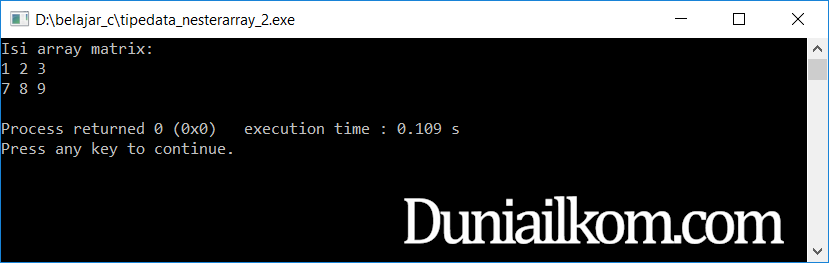 D:\belajar_c\tipedata_nesterarray_2.exe
Isi array matrix:
1 2 3
7 8 9
Process returned 0 (0x0)   execution time : 0.109 s
Press any key to continue.
Duniailkom.com